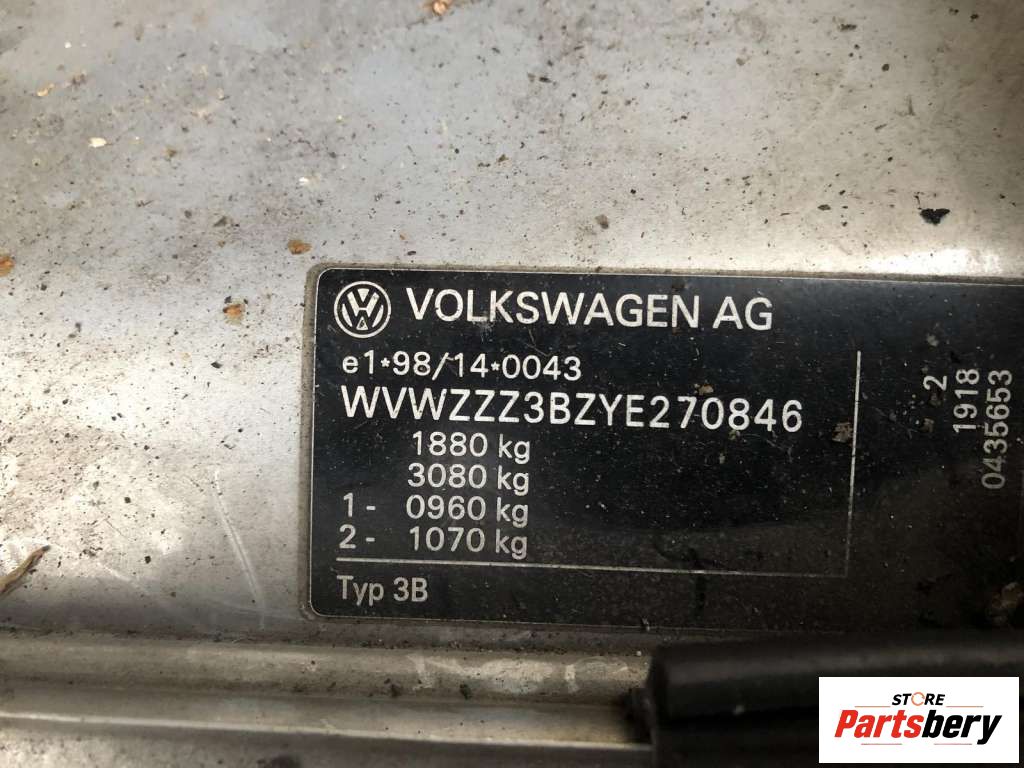 VOLKSWAGEN AG
e1*98/14*0043
WVWZZZ3BZYE270846
1880 kg
3080 kg
1- 0960 kg
2- 1070 kg
Typ 3B
2
1918
0435653
STORE
Partsbery